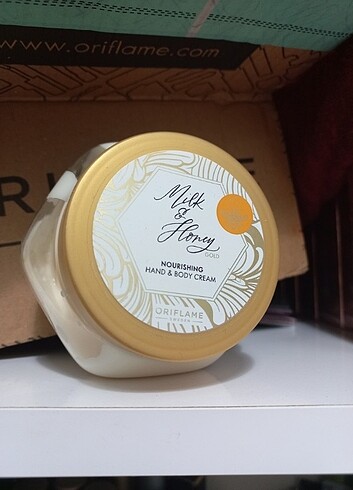 www.oriflame.com
Milk
&
Honey
GOLD
NOURISHING
HAND & BODY CREAM
ORIFLAME
SWEDEN